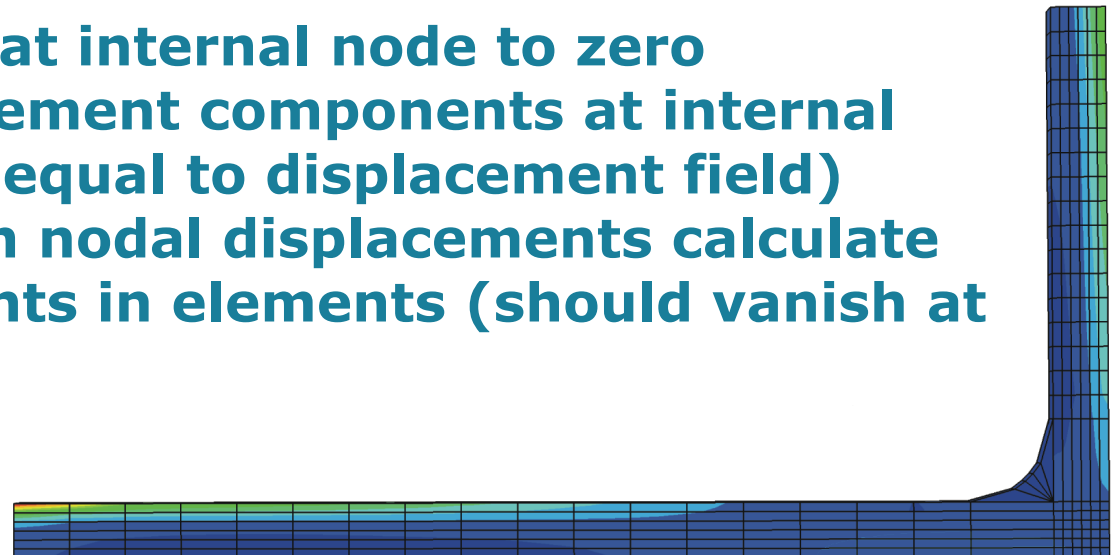 at internal node to zero
ement components at internal
equal to displacement field)
nodal displacements calculate
nts in elements (should vanish at